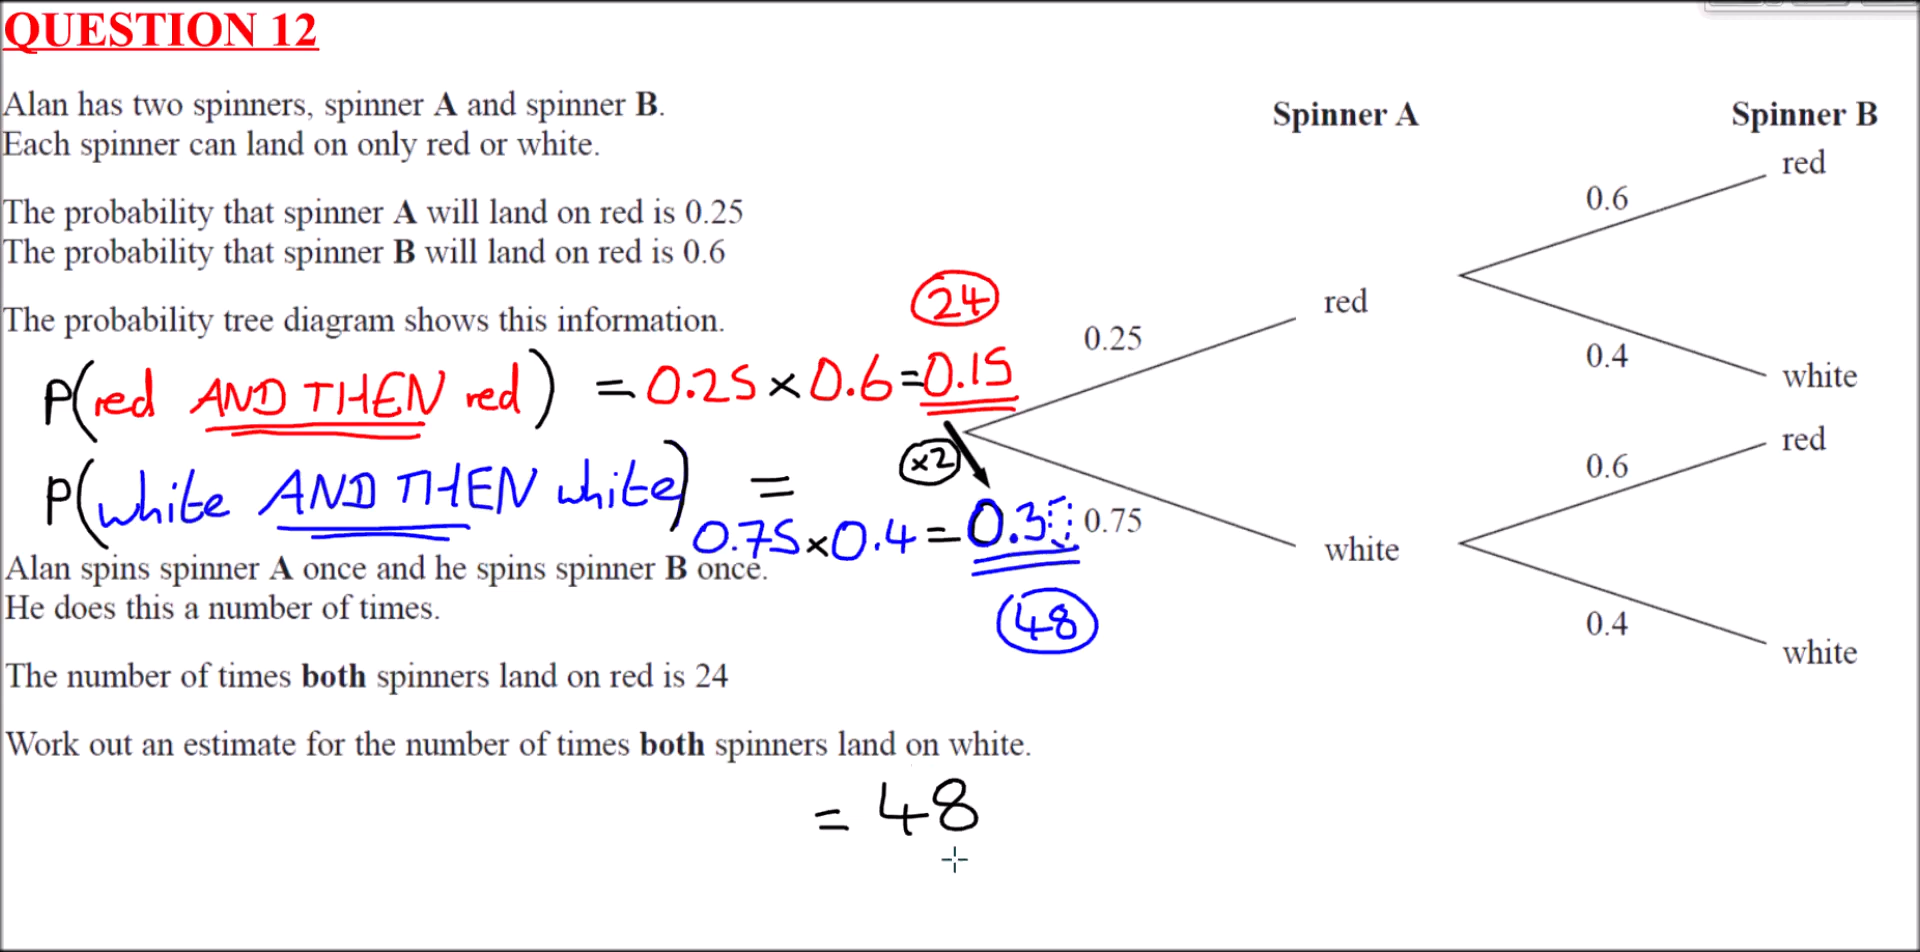 QUESTION 12
Alan has two spinners, spinner A and spinner B.
Each spinner can land on only red or white.
The probability that spinner A will land on red is 0.25
The probability that spinner B will land on red is 0.6
The probability tree diagram shows this information.
24
P(red AND THEN red) = 0.25 × 0.6 = 0.15
×2
P(white AND THEN white) =
0.75 × 0.4 = 0.30
48
Alan spins spinner A once and he spins spinner B once.
He does this a number of times.
The number of times both spinners land on red is 24
Work out an estimate for the number of times both spinners land on white.
= 48
Spinner A
Spinner B
0.25
red
0.75
white
0.6
red
0.4
white
0.6
red
0.4
white